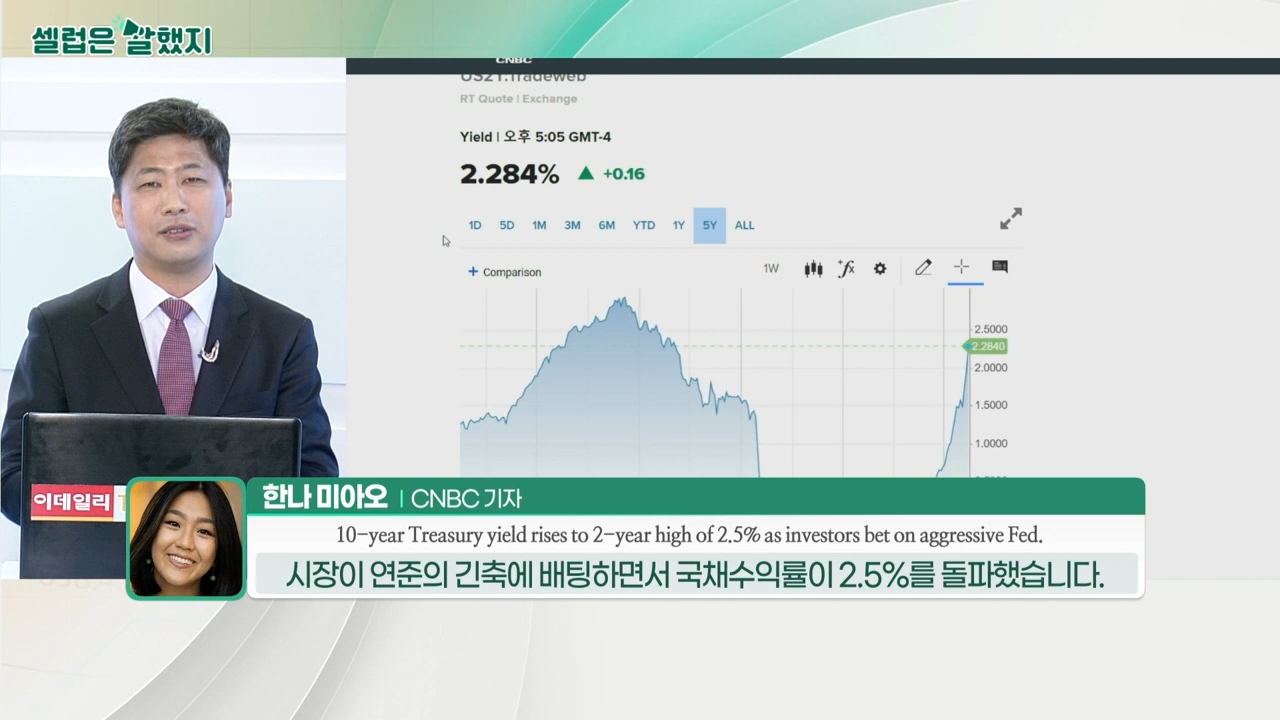 셀럽은 말했지
CNBC
US2Y:Tradeweb
RT Quote | Exchange
Yield | 오후 5:05 GMT-4
2.284% ▲ +0.16
1D 5D 1M 3M 6M YTD 1Y 5Y ALL
+ Comparison
1W
2.5000
2.2840
2.0000
1.5000
1.0000
이데일리
한나 미아오 | CNBC 기자
10-year Treasury yield rises to 2-year high of 2.5% as investors bet on aggressive Fed.
시장이 연준의 긴축에 배팅하면서 국채수익률이 2.5%를 돌파했습니다.